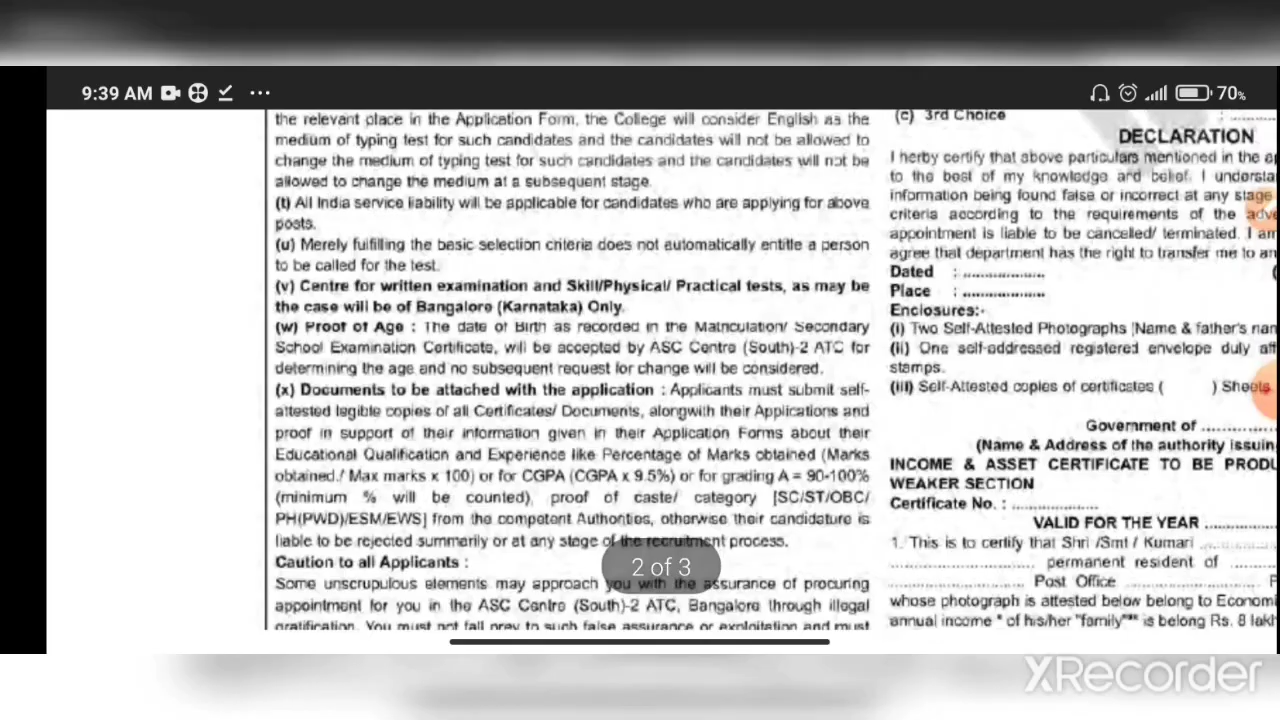 9:39 AM
70%
the relevant place in the Application Form, the College will consider English as the
medium of typing test for such candidates and the candidates will not be allowed to
change the medium of typing test for such candidates and the candidates will not be
allowed to change the medium at a subsequent stage.
(t) All India service liability will be applicable for candidates who are applying for above
posts.
(u) Merely fulfilling the basic selection criteria does not automatically entitle a person
to be called for the test.
(v) Centre for written examination and Skill/Physical/ Practical tests, as may be
the case will be of Bangalore (Karnataka) Only.
(w) Proof of Age : The date of Birth as recorded in the Matriculation/ Secondary
School Examination Certificate, will be accepted by ASC Centre (South)-2 ATC for
determining the age and no subsequent request for change will be considered.
(x) Documents to be attached with the application : Applicants must submit self-
attested legible copies of all Certificates/ Documents, alongwith their Applications and
proof in support of their information given in their Application Forms about their
Educational Qualification and Experience like Percentage of Marks obtained (Marks
obtained./ Max marks x 100) or for CGPA (CGPA x 9.5%) or for grading A = 90-100%
(minimum % will be counted), proof of caste/ category [SC/ST/OBC/
PH(PWD)/ESM/EWS] from the competent Authorities, otherwise their candidature is
liable to be rejected summarily or at any stage of the recruitment process.
Caution to all Applicants :
Some unscrupulous elements may approach you with the assurance of procuring
appointment for you in the ASC Centre (South)-2 ATC, Bangalore through illegal
gratification. You must not fall prey to such false assurance or exploitation and must
2 of 3
(c) 3rd Choice : ........
DECLARATION
I herby certify that above particulars mentioned in the
to the best of my knowledge and belief. I
information being found false or incorrect at any stage
criteria according to the requirements of the
appointment is liable to be cancelled/ terminated. I am
agree that department has the right to transfer me to
Dated : ....................
Place : ....................
Enclosures:-
(i) Two Self-Attested Photographs [Name & father's
(ii) One self-addressed registered envelope duly
stamps.
(iii) Self-Attested copies of certificates ( ) Sheets
Government of ....................
(Name & Address of the authority
INCOME & ASSET CERTIFICATE TO BE
WEAKER SECTION
Certificate No. : ....................
VALID FOR THE YEAR ....................
1. This is to certify that Shri /Smt / Kumari ....................
.................... permanent resident of ........
.................... Post Office ....................
whose photograph is attested below belong to
annual income * of his/her "family"** is belong Rs. 8
XRecorder